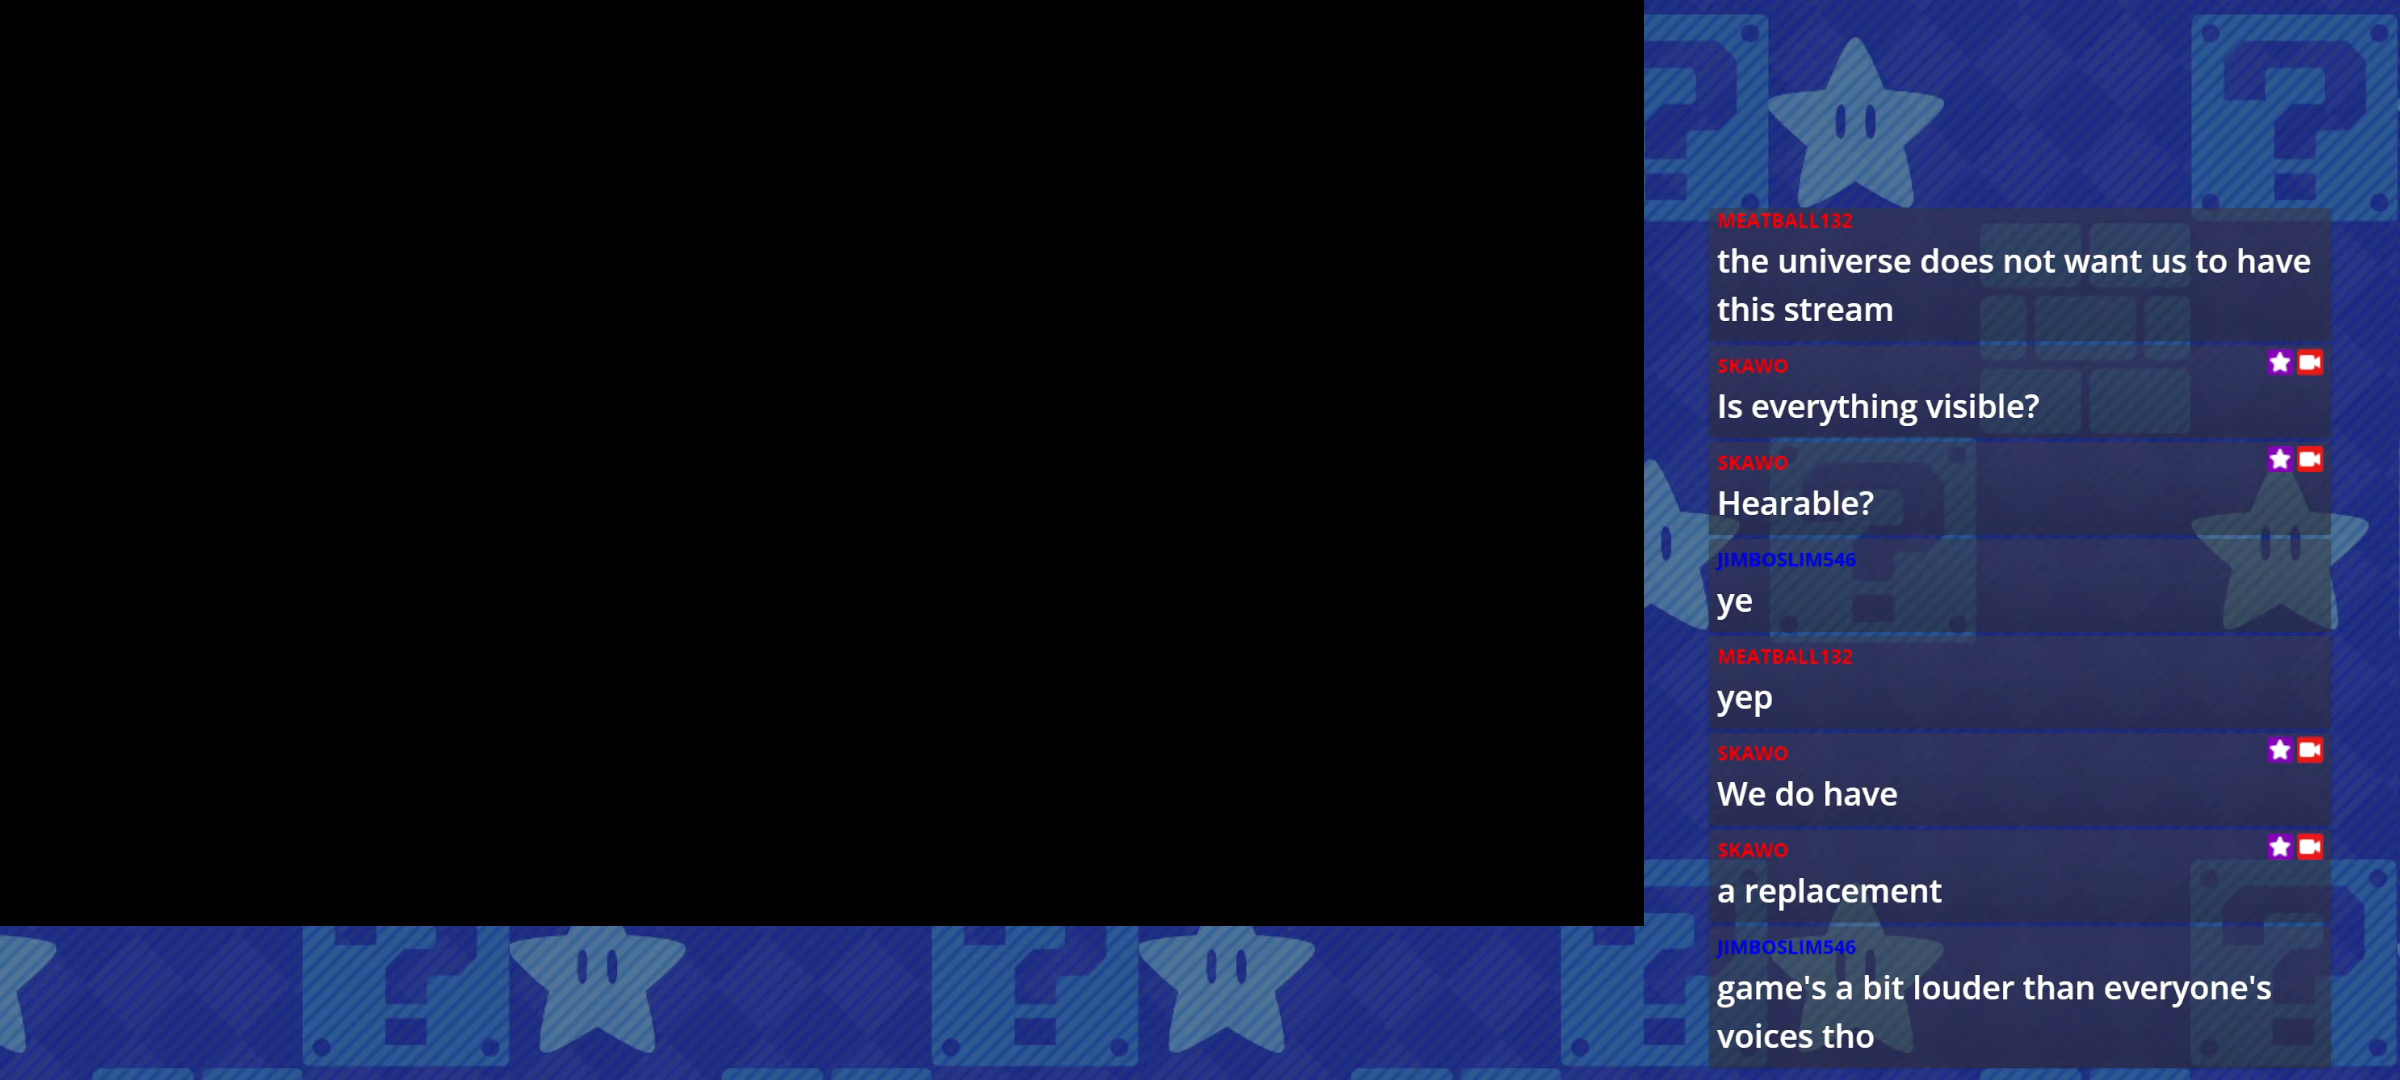 MEATBALL132
the universe does not want us to have
this stream
SKAWO
Is everything visible?
SKAWO
Hearable?
JIMBOSLIM546
ye
MEATBALL132
yep
SKAWO
We do have
SKAWO
a replacement
JIMBOSLIM546
game's a bit louder than everyone's
voices tho